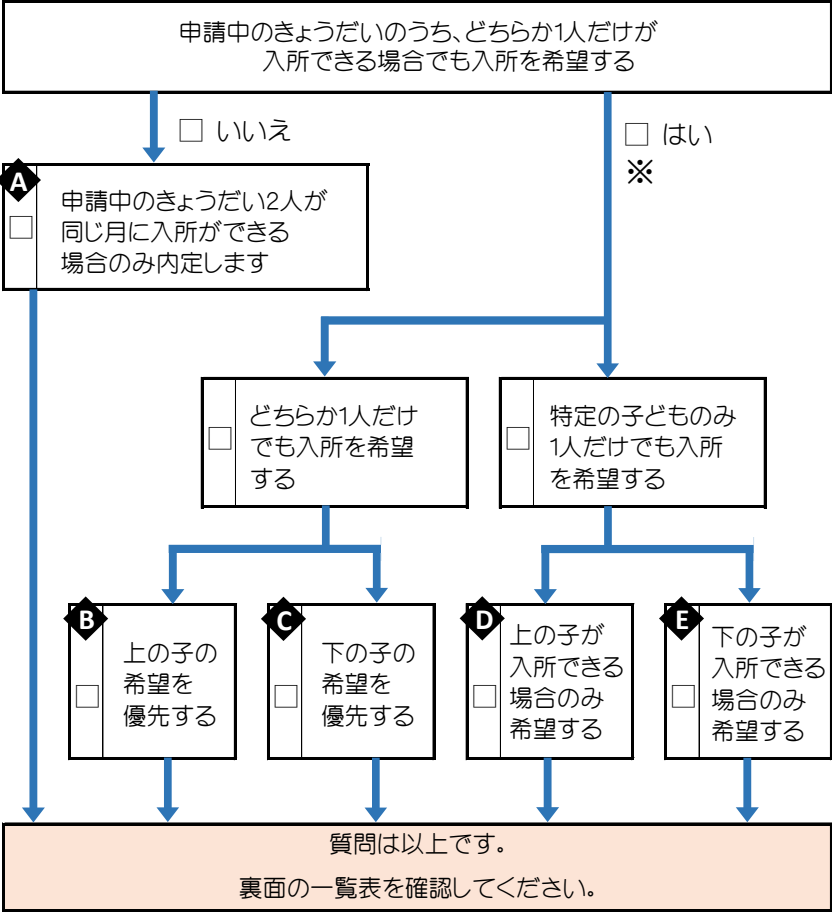 申請中のきょうだいのうち、どちらか1人だけが
入所できる場合でも入所を希望する
□ いいえ
□ はい
※
A
□
申請中のきょうだい2人が
同じ月に入所ができる
場合のみ内定します
□
どちらか1人だけ
でも入所を希望
する
□
特定の子どものみ
1人だけでも入所
を希望する
B
□
上の子の
希望を
優先する
C
□
下の子の
希望を
優先する
D
□
上の子が
入所できる
場合のみ
希望する
E
□
下の子が
入所できる
場合のみ
希望する
質問は以上です。
裏面の一覧表を確認してください。